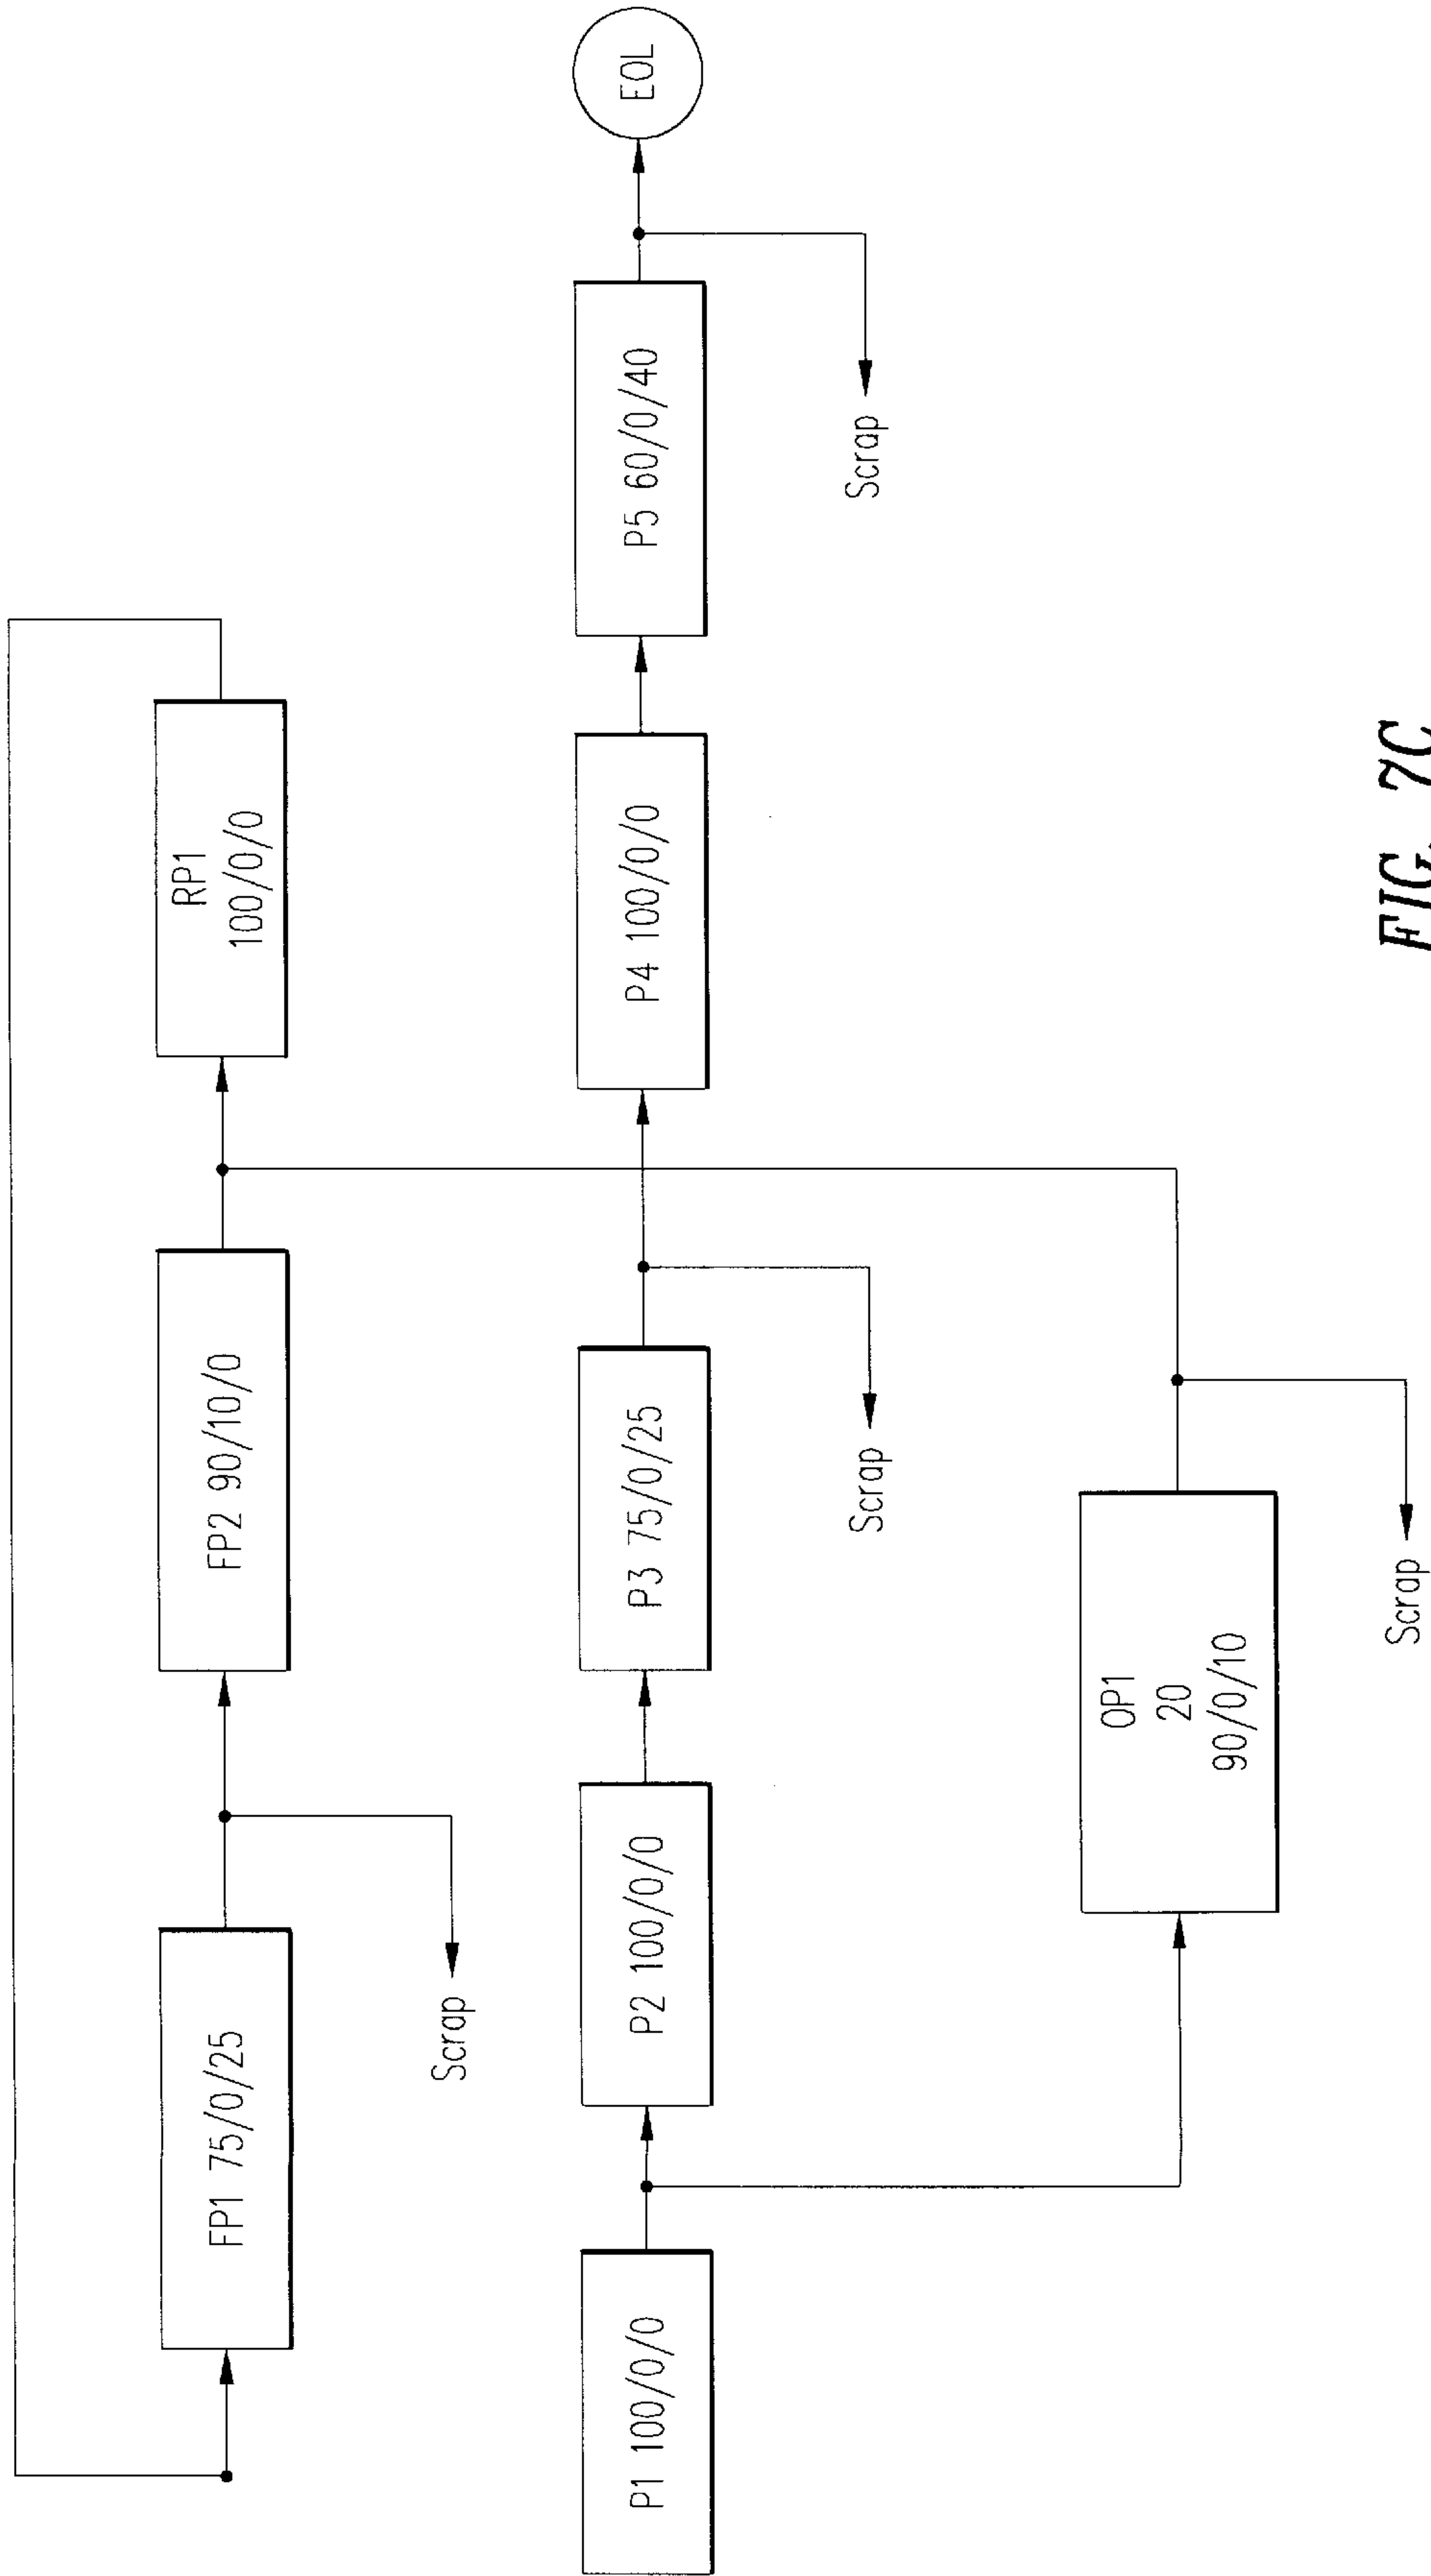 FP1 75/0/25
Scrap
FP2 90/10/0
RP1
100/0/0
P1 100/0/0
P2 100/0/0
P3 75/0/25
Scrap
P4 100/0/0
P5 60/0/40
Scrap
EOL
OP1
20
90/0/10
Scrap
FIG. 7C